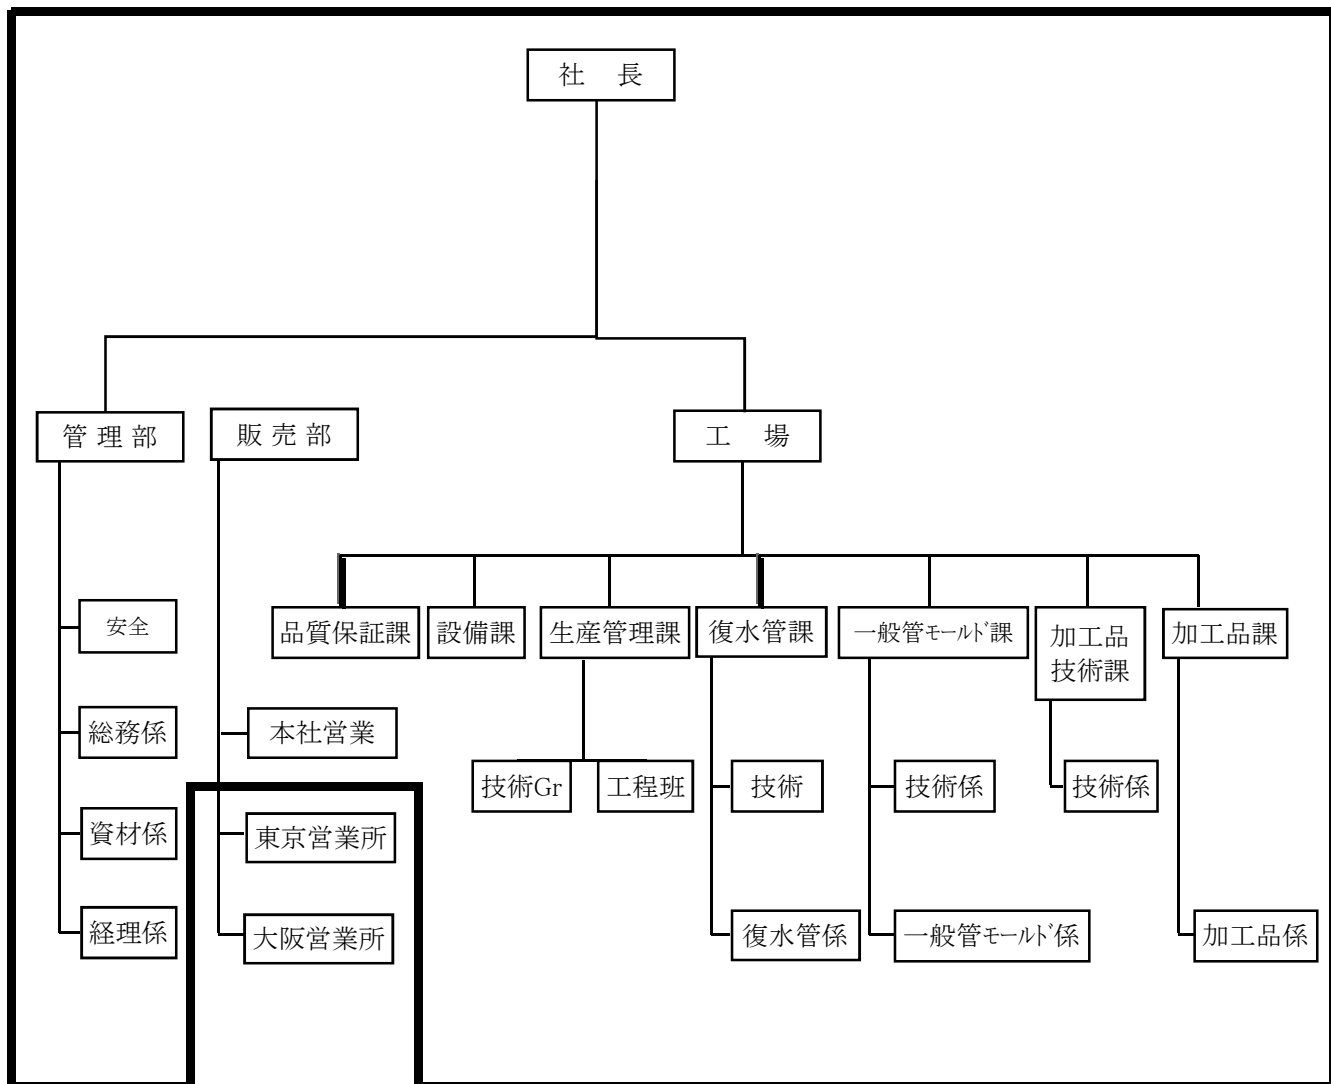 社　長
管 理 部
販 売 部
工　場
安全
総務係
資材係
経理係
本社営業
東京営業所
大阪営業所
品質保証課
設備課
生産管理課
復水管課
一般管ﾓｰﾙﾄﾞ課
加工品
技術課
加工品課
技術Gr
工程班
技術
復水管係
技術係
一般管ﾓｰﾙﾄﾞ係
技術係
加工品係